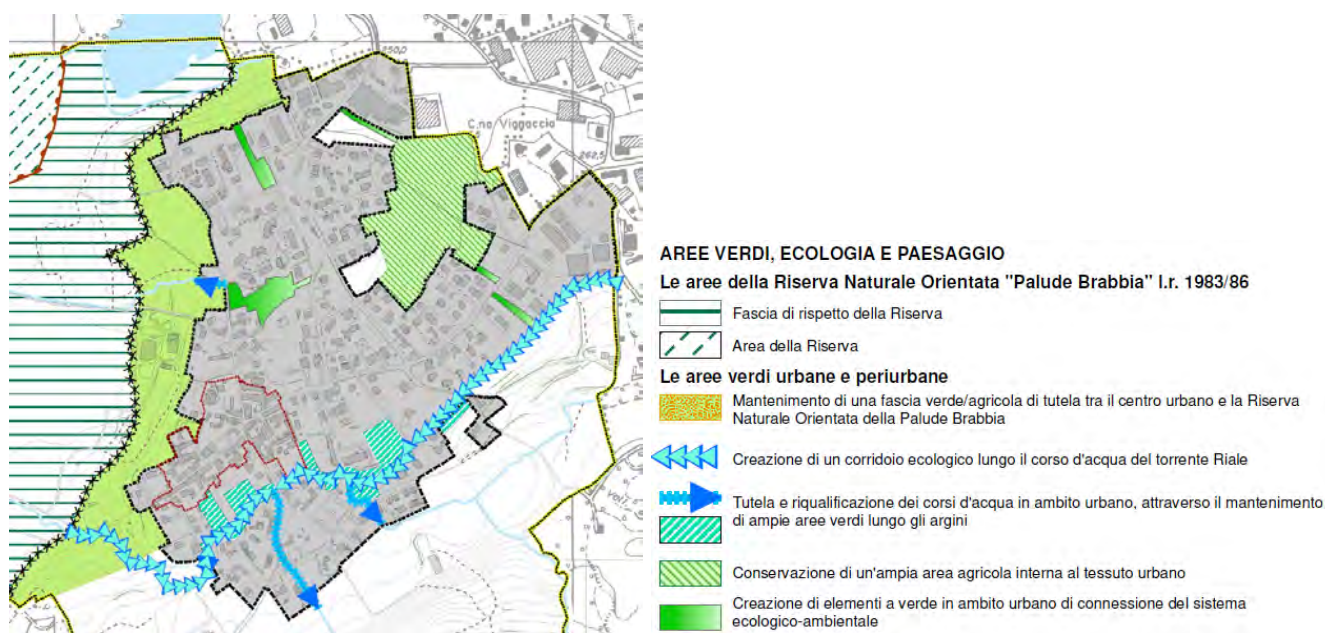 250,0
C.na Viggaccia
262,5
AREE VERDI, ECOLOGIA E PAESAGGIO
Le aree della Riserva Naturale Orientata "Palude Brabbia" l.r. 1983/86
Fascia di rispetto della Riserva
Area della Riserva
Le aree verdi urbane e periurbane
Mantenimento di una fascia verde/agricola di tutela tra il centro urbano e la Riserva
Naturale Orientata della Palude Brabbia
Creazione di un corridoio ecologico lungo il corso d'acqua del torrente Riale
Tutela e riqualificazione dei corsi d'acqua in ambito urbano, attraverso il mantenimento
di ampie aree verdi lungo gli argini
Conservazione di un'ampia area agricola interna al tessuto urbano
Creazione di elementi a verde in ambito urbano di connessione del sistema
ecologico-ambientale